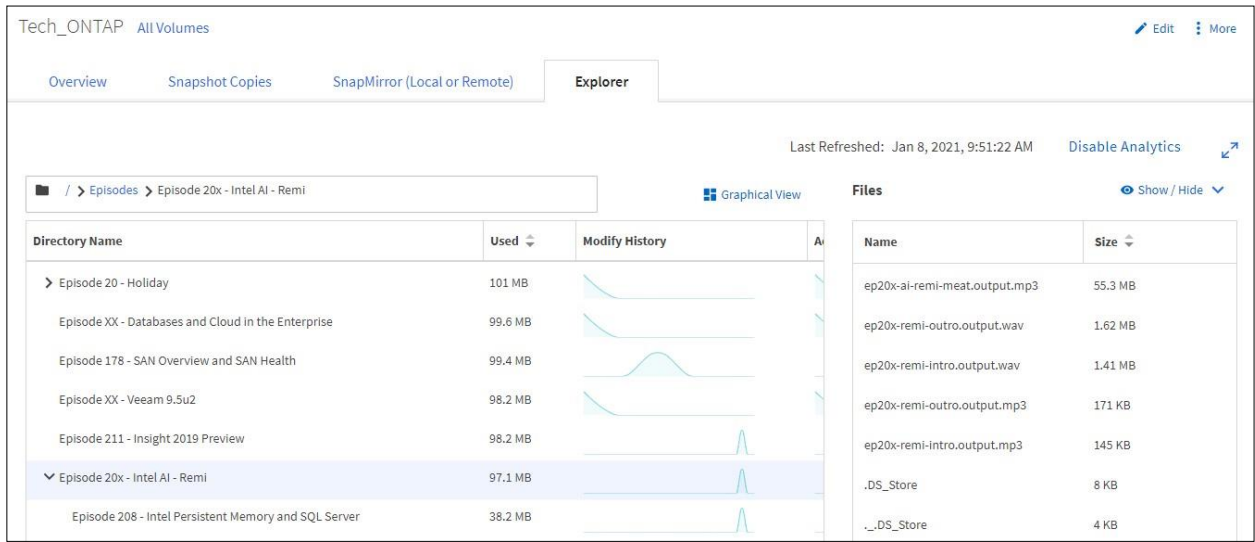 Tech_ONTAP All Volumes
Edit More
Overview Snapshot Copies SnapMirror (Local or Remote) Explorer
Last Refreshed: Jan 8, 2021, 9:51:22 AM Disable Analytics
/ > Episodes > Episode 20x - Intel AI - Remi
Graphical View
Files Show / Hide
Directory Name Used Modify History
Name Size
Episode 20 - Holiday 101 MB
Episode XX - Databases and Cloud in the Enterprise 99.6 MB
Episode 178 - SAN Overview and SAN Health 99.4 MB
Episode XX - Veeam 9.5u2 98.2 MB
Episode 211 - Insight 2019 Preview 98.2 MB
Episode 20x - Intel AI - Remi 97.1 MB
Episode 208 - Intel Persistent Memory and SQL Server 38.2 MB
ep20x-ai-remi-meat.output.mp3 55.3 MB
ep20x-remi-outro.output.wav 1.62 MB
ep20x-remi-intro.output.wav 1.41 MB
ep20x-remi-outro.output.mp3 171 KB
ep20x-remi-intro.output.mp3 145 KB
.DS_Store 8 KB
._.DS_Store 4 KB